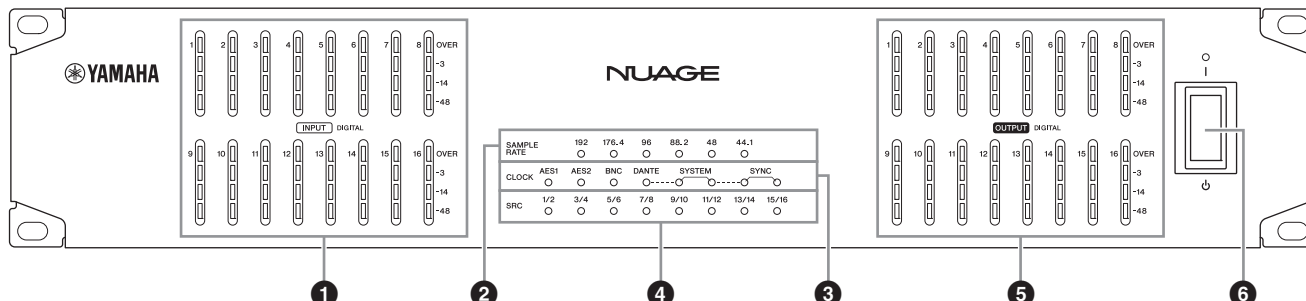 1 2 3 4 5 6 7 8 OVER
-3
-14
-48
INPUT DIGITAL
9 10 11 12 13 14 15 16 OVER
-3
-14
-48
YAMAHA
NUAGE
SAMPLE RATE 192 176.4 96 88.2 48 44.1
CLOCK AES1 AES2 BNC DANTE SYSTEM SYNC
SRC 1/2 3/4 5/6 7/8 9/10 11/12 13/14 15/16
1 2 3 4 5 6 7 8 OVER
-3
-14
-48
OUTPUT DIGITAL
9 10 11 12 13 14 15 16 OVER
-3
-14
-48
I
1 2 4 3 5 6